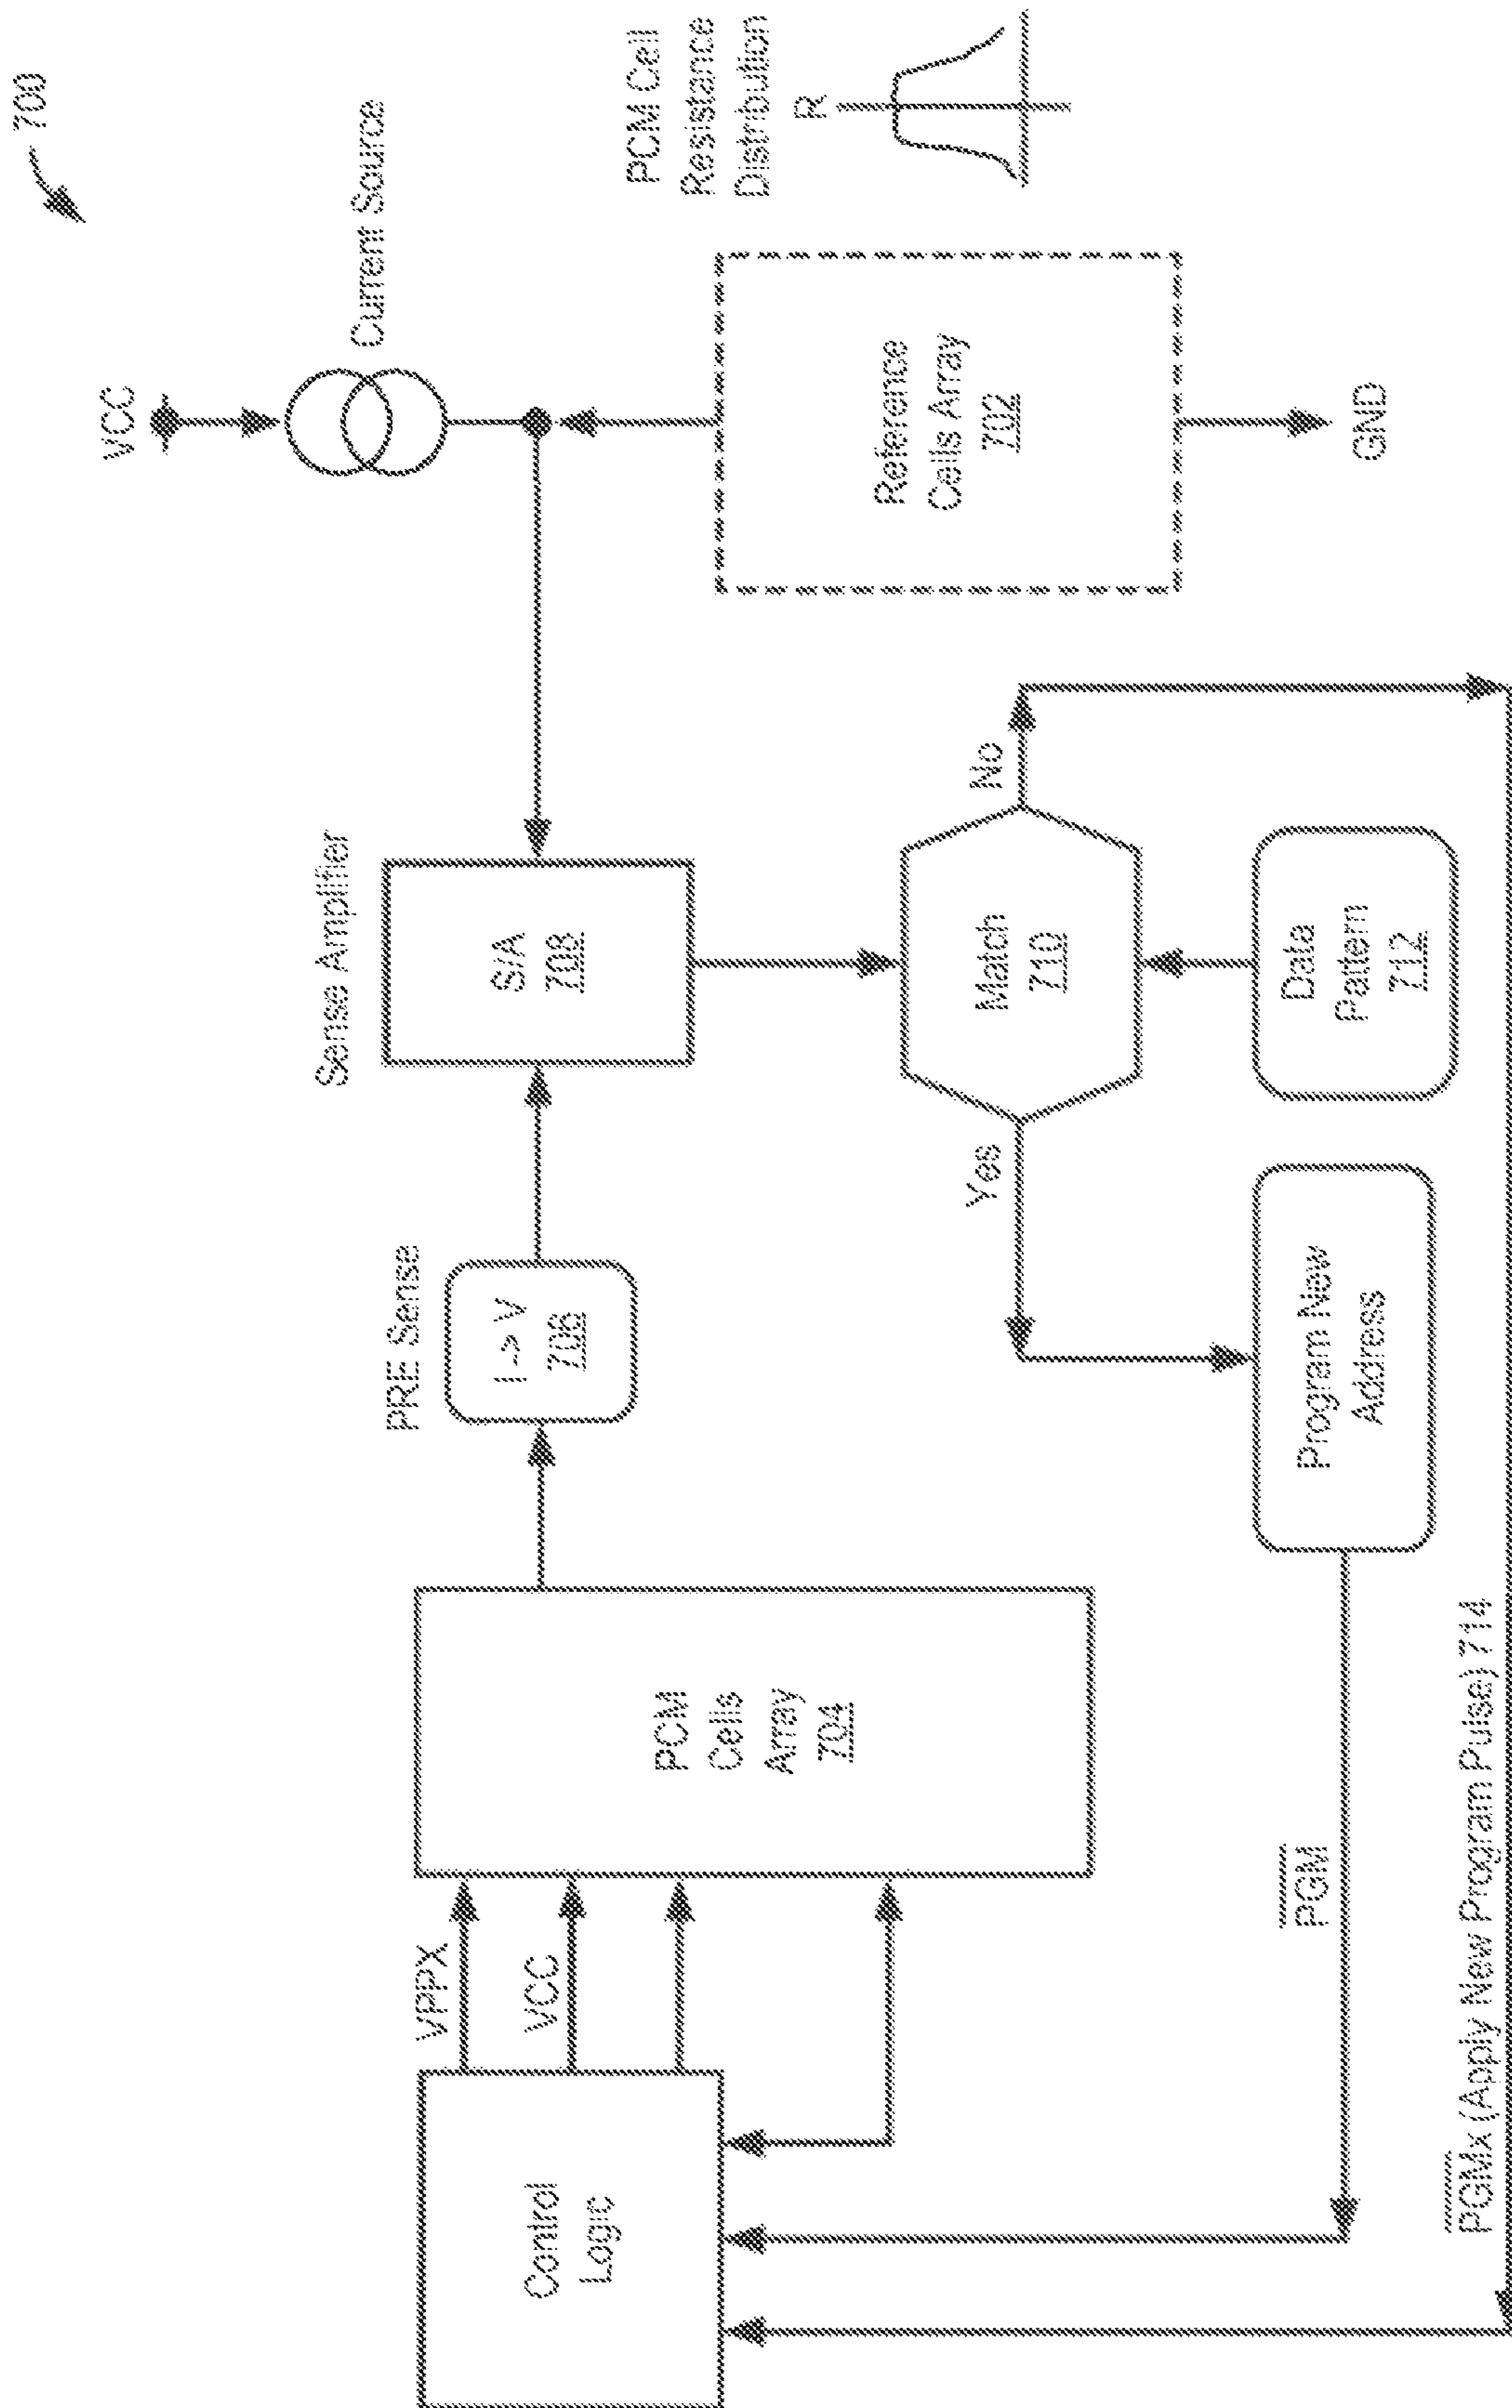 700
VCC
Current Source
PCM Cell
Resistance
Distribution
R
Reference
Cells Array
702
GND
Sense Amplifier
S/A
708
PRE Sense
I -> V
706
PCM
Cells
Array
704
VPPX
VCC
Control
Logic
Match
710
Yes
No
Data
Pattern
712
Program New
Address
PGM
PGMx (Apply New Program Pulse) 714